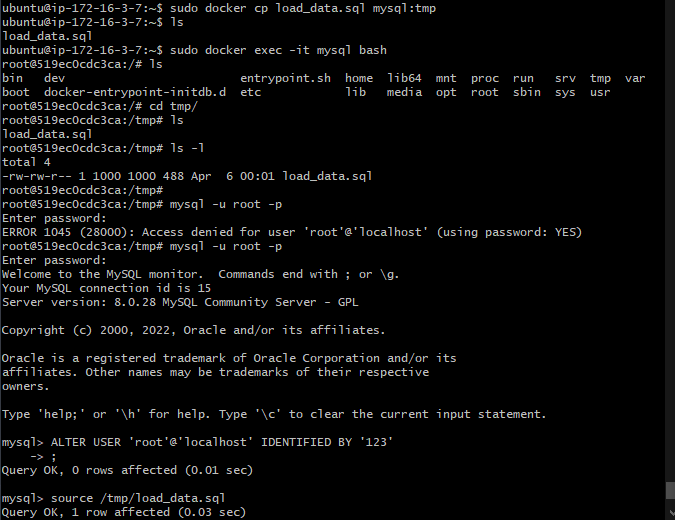 ubuntu@ip-172-16-3-7:~$ sudo docker cp load_data.sql mysql:tmp
ubuntu@ip-172-16-3-7:~$ ls
load_data.sql
ubuntu@ip-172-16-3-7:~$ sudo docker exec -it mysql bash
root@519ec0cdc3ca:/# ls
bin   dev                         entrypoint.sh  home   lib64  mnt  proc  run   srv  tmp  var
boot  docker-entrypoint-initdb.d  etc            lib    media  opt  root  sbin  sys  usr
root@519ec0cdc3ca:/# cd tmp/
root@519ec0cdc3ca:/tmp# ls
load_data.sql
root@519ec0cdc3ca:/tmp# ls -l
total 4
-rw-rw-r-- 1 1000 1000 488 Apr  6 00:01 load_data.sql
root@519ec0cdc3ca:/tmp#
root@519ec0cdc3ca:/tmp# mysql -u root -p
Enter password:
ERROR 1045 (28000): Access denied for user 'root'@'localhost' (using password: YES)
root@519ec0cdc3ca:/tmp# mysql -u root -p
Enter password:
Welcome to the MySQL monitor.  Commands end with ; or \g.
Your MySQL connection id is 15
Server version: 8.0.28 MySQL Community Server - GPL

Copyright (c) 2000, 2022, Oracle and/or its affiliates.

Oracle is a registered trademark of Oracle Corporation and/or its
affiliates. Other names may be trademarks of their respective
owners.

Type 'help;' or '\h' for help. Type '\c' to clear the current input statement.

mysql> ALTER USER 'root'@'localhost' IDENTIFIED BY '123'
    -> ;
Query OK, 0 rows affected (0.01 sec)

mysql> source /tmp/load_data.sql
Query OK, 1 row affected (0.03 sec)